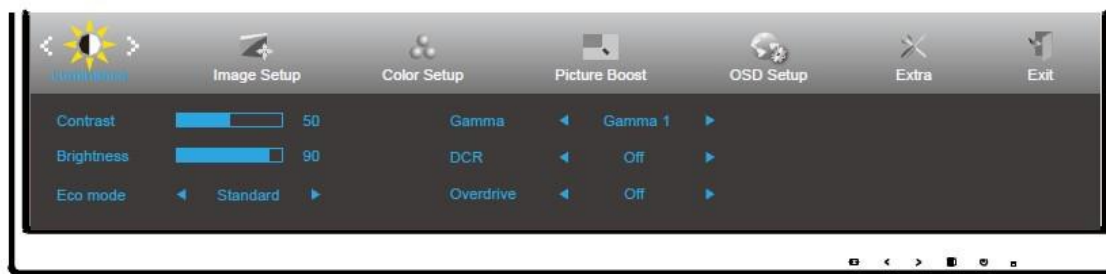 Luminance
Image Setup
Color Setup
Picture Boost
OSD Setup
Extra
Exit
Contrast 50 Gamma Gamma 1
Brightness 90 DCR Off
Eco mode Standard Overdrive Off